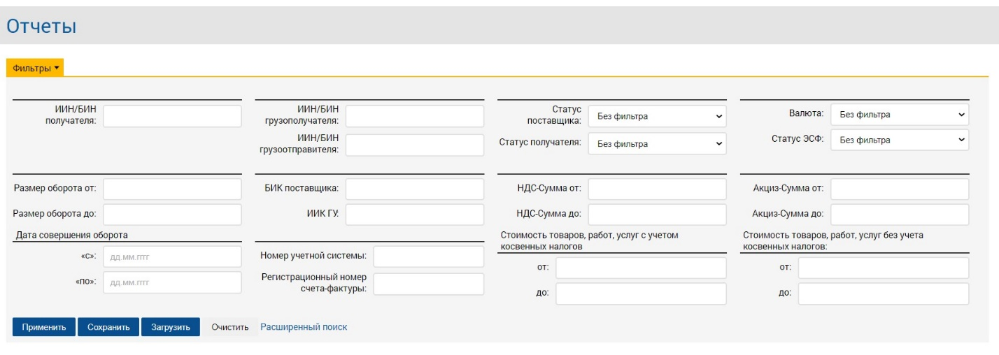 Отчеты
Фильтры
ИИН/БИН
получателя:
ИИН/БИН
грузополучателя:
ИИН/БИН
грузоотправителя:
Статус
поставщика:
Без фильтра
Статус получателя:
Без фильтра
Валюта:
Без фильтра
Статус ЭСФ:
Без фильтра
Размер оборота от:
Размер оборота до:
БИК поставщика:
ИИК ГУ:
НДС-Сумма от:
НДС-Сумма до:
Акциз-Сумма от:
Акциз-Сумма до:
Дата совершения оборота
«с»:
дд.мм.гггг
«по»:
дд.мм.гггг
Номер учетной системы:
Регистрационный номер
счета-фактуры:
Стоимость товаров, работ, услуг с учетом
косвенных налогов
от:
до:
Стоимость товаров, работ, услуг без учета
косвенных налогов:
от:
до:
Применить
Сохранить
Загрузить
Очистить
Расширенный поиск